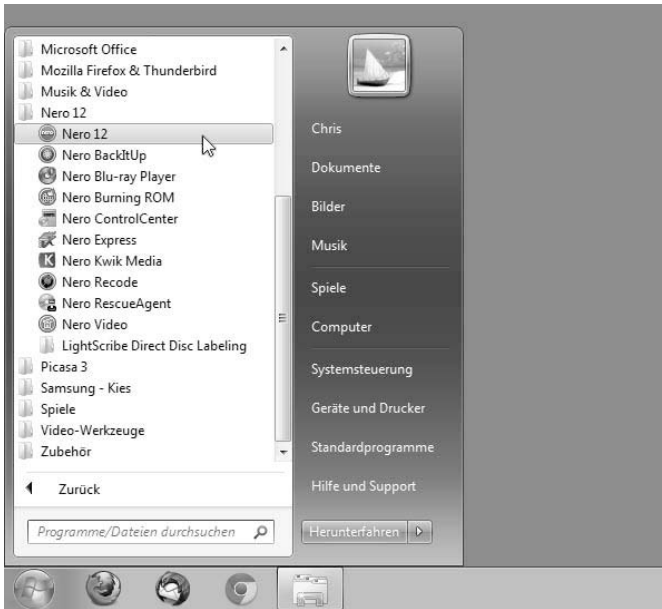 Microsoft Office
Mozilla Firefox & Thunderbird
Musik & Video
Nero 12
Nero 12
Nero BackItUp
Nero Blu-ray Player
Nero Burning ROM
Nero ControlCenter
Nero Express
Nero Kwik Media
Nero Recode
Nero RescueAgent
Nero Video
LightScribe Direct Disc Labeling
Picasa 3
Samsung - Kies
Spiele
Video-Werkzeuge
Zubehör
Zurück
Programme/Dateien durchsuchen
Chris
Dokumente
Bilder
Musik
Spiele
Computer
Systemsteuerung
Geräte und Drucker
Standardprogramme
Hilfe und Support
Herunterfahren